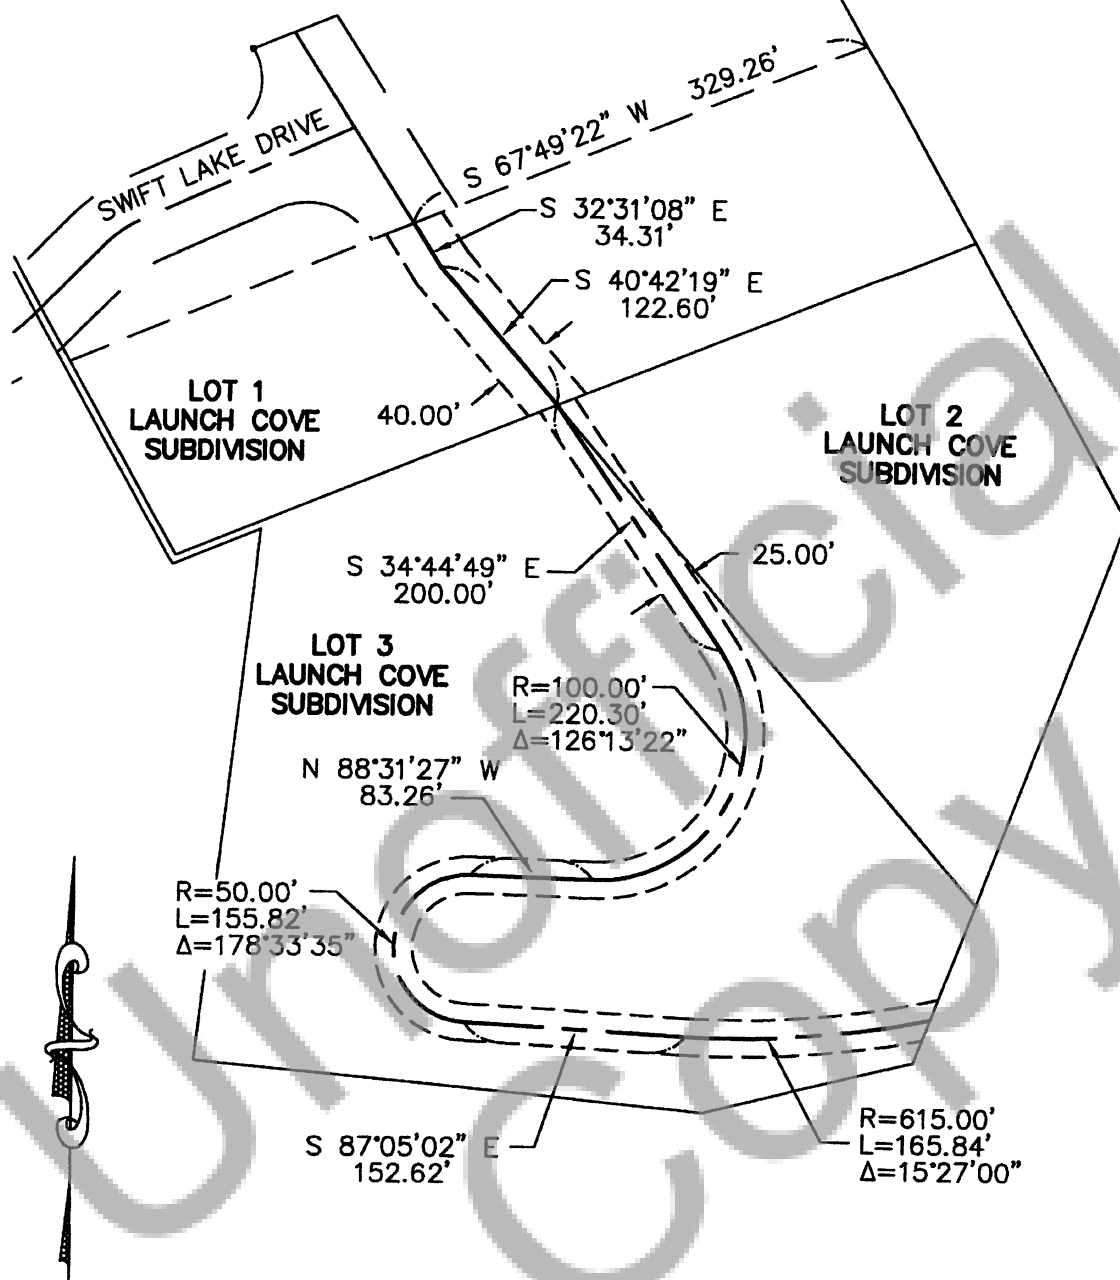 SWIFT LAKE DRIVE
S 67°49'22" W 329.26'
S 32°31'08" E
34.31'
S 40°42'19" E
122.60'
LOT 1
LAUNCH COVE
SUBDIVISION
40.00'
LOT 2
LAUNCH COVE
SUBDIVISION
S 34°44'49" E
200.00'
25.00'
LOT 3
LAUNCH COVE
SUBDIVISION
R=100.00'
L=220.30'
Δ=126°13'22"
N 88°31'27" W
83.26'
R=50.00'
L=155.82'
Δ=178°33'35"
S 87°05'02" E
152.62'
R=615.00'
L=165.84'
Δ=15°27'00"
Unofficial
Copy